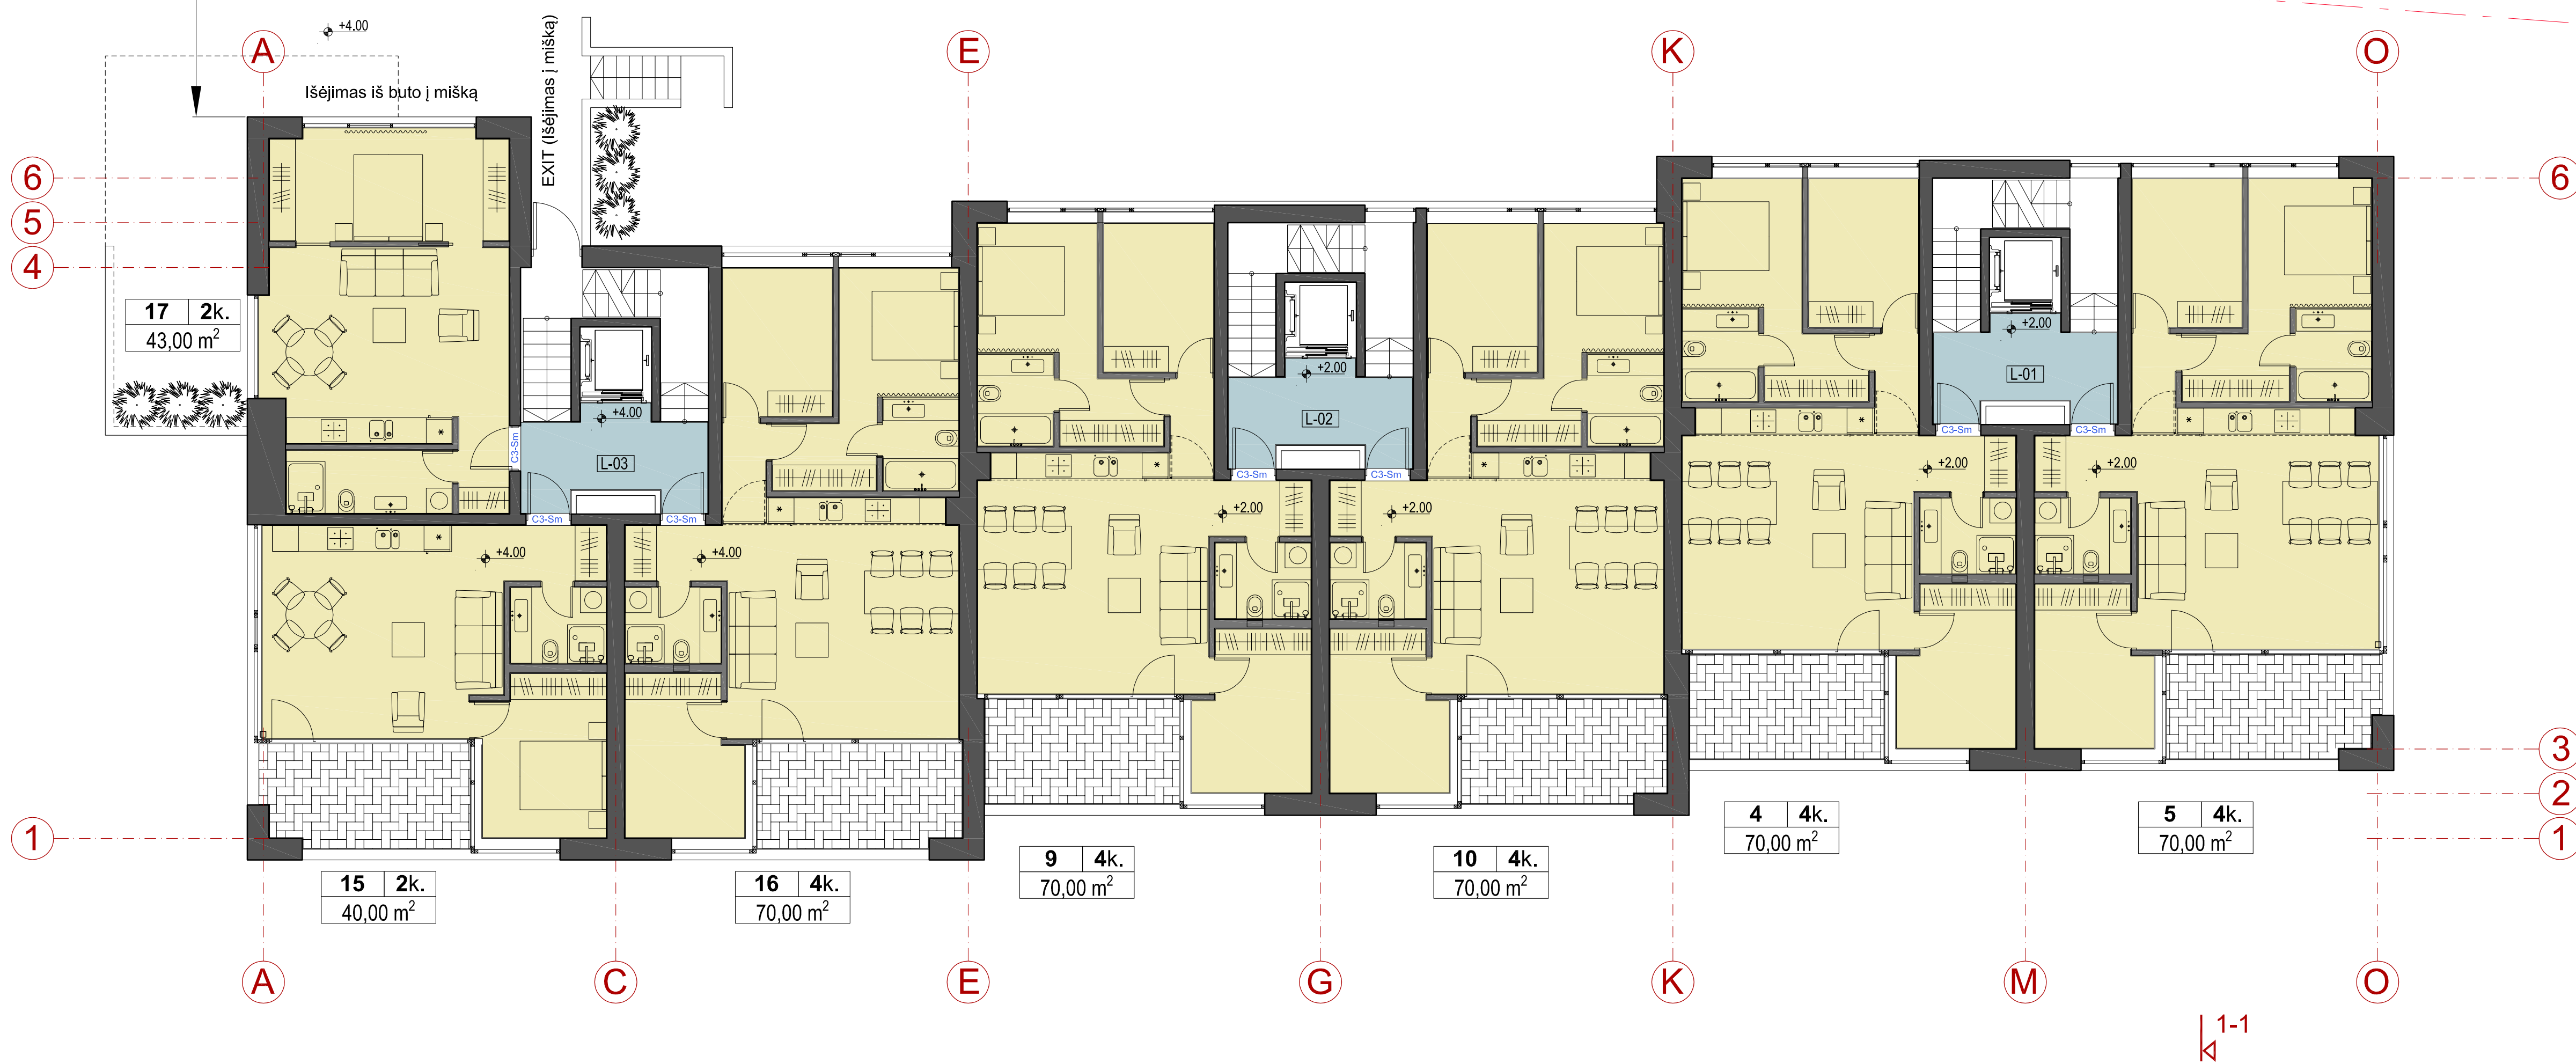 +4.00
A
E
K
O
Išėjimas iš buto į mišką
EXIT (Išėjimas į mišką)
6
6
5
4
17 2k.
43,00 m²
+4.00
+2.00
+2.00
L-03
L-02
L-01
C3-Sm
C3-Sm
C3-Sm
C3-Sm
C3-Sm
C3-Sm
C3-Sm
+4.00
+4.00
+2.00
+2.00
+2.00
+2.00
3
2
1
1
4 4k.
70,00 m²
5 4k.
70,00 m²
9 4k.
70,00 m²
10 4k.
70,00 m²
15 2k.
40,00 m²
16 4k.
70,00 m²
A
C
E
G
K
M
O
1-1